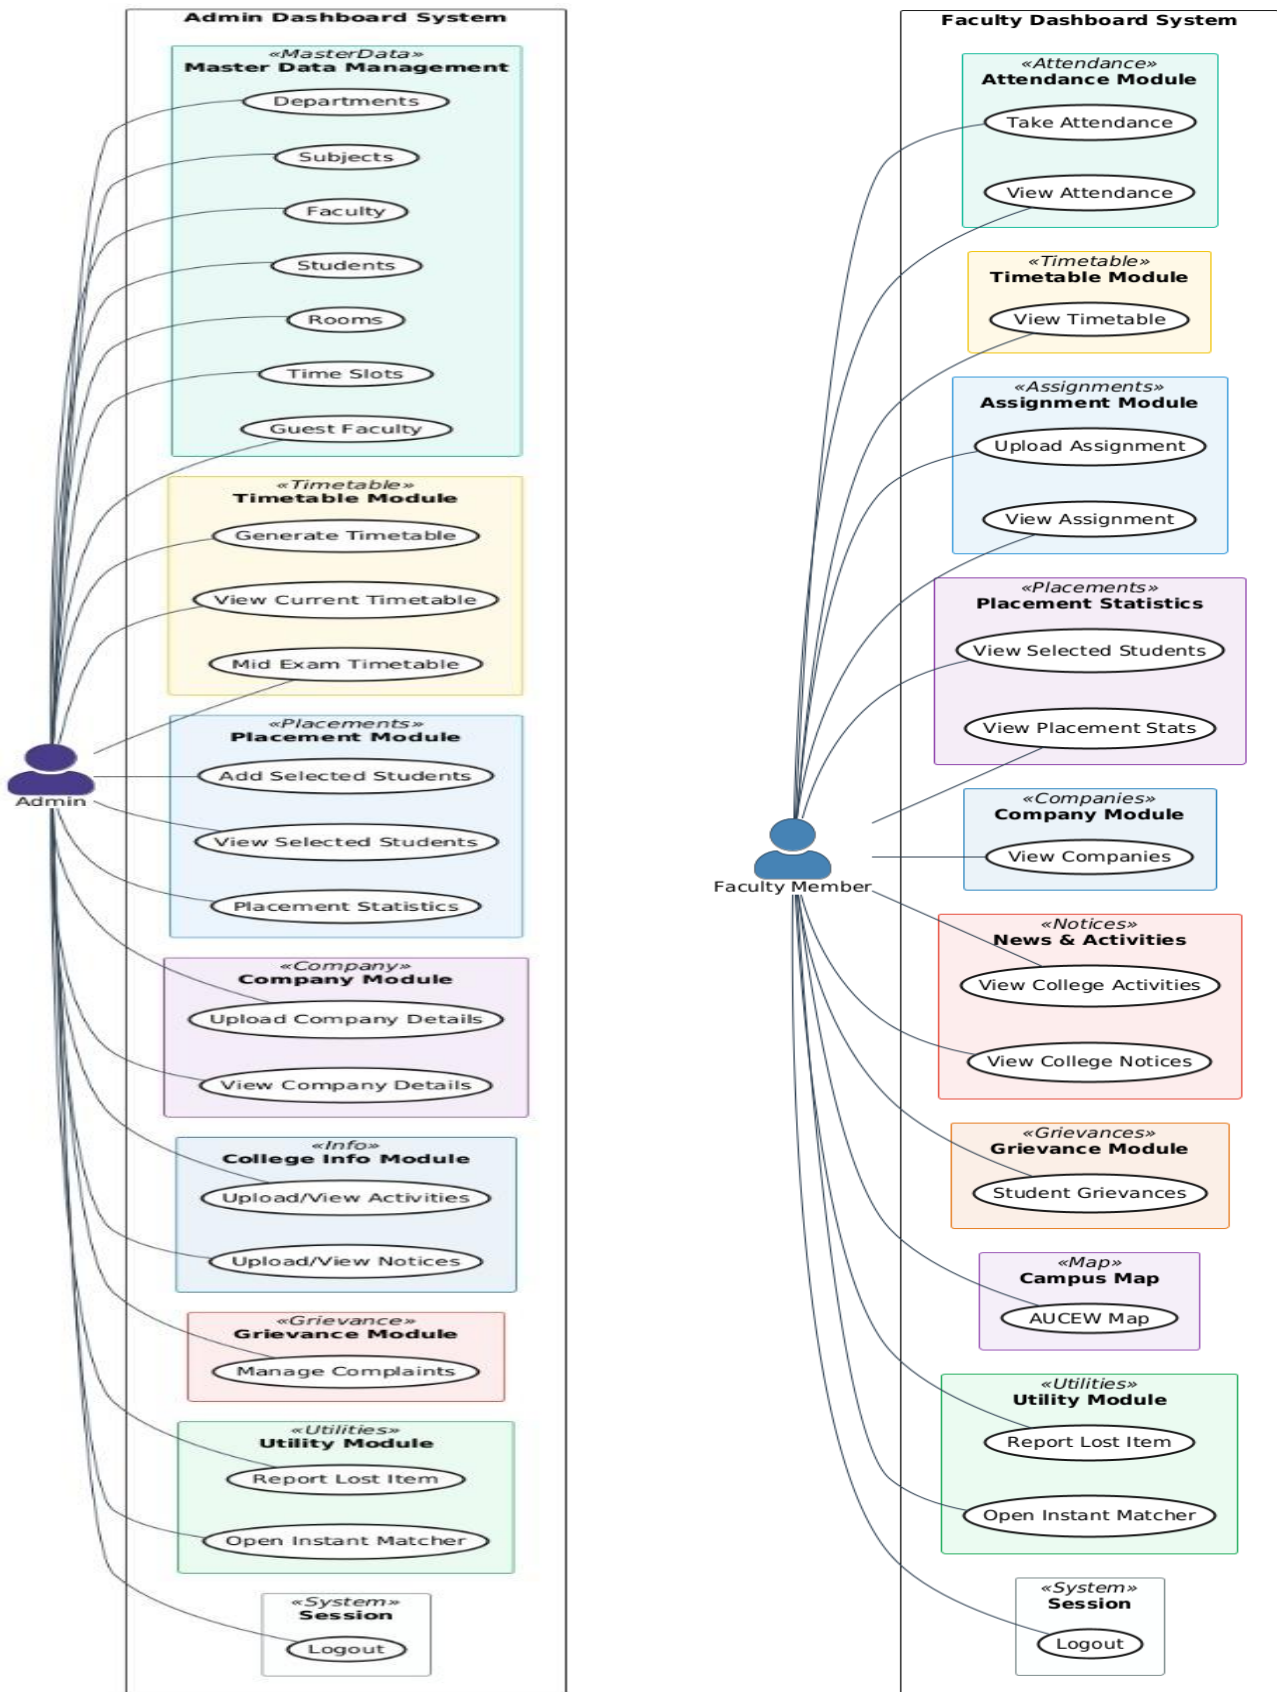 Admin Dashboard System
«MasterData»
Master Data Management
Departments
Subjects
Faculty
Students
Rooms
Time Slots
Guest Faculty
«Timetable»
Timetable Module
Generate Timetable
View Current Timetable
Mid Exam Timetable
«Placements»
Placement Module
Add Selected Students
View Selected Students
Placement Statistics
Admin
«Company»
Company Module
Upload Company Details
View Company Details
«Info»
College Info Module
Upload/View Activities
Upload/View Notices
«Grievance»
Grievance Module
Manage Complaints
«Utilities»
Utility Module
Report Lost Item
Open Instant Matcher
«System»
Session
Logout
Faculty Dashboard System
«Attendance»
Attendance Module
Take Attendance
View Attendance
«Timetable»
Timetable Module
View Timetable
«Assignments»
Assignment Module
Upload Assignment
View Assignment
«Placements»
Placement Statistics
View Selected Students
View Placement Stats
«Companies»
Company Module
View Companies
Faculty Member
«Notices»
News & Activities
View College Activities
View College Notices
«Grievances»
Grievance Module
Student Grievances
«Map»
Campus Map
AUCEW Map
«Utilities»
Utility Module
Report Lost Item
Open Instant Matcher
«System»
Session
Logout